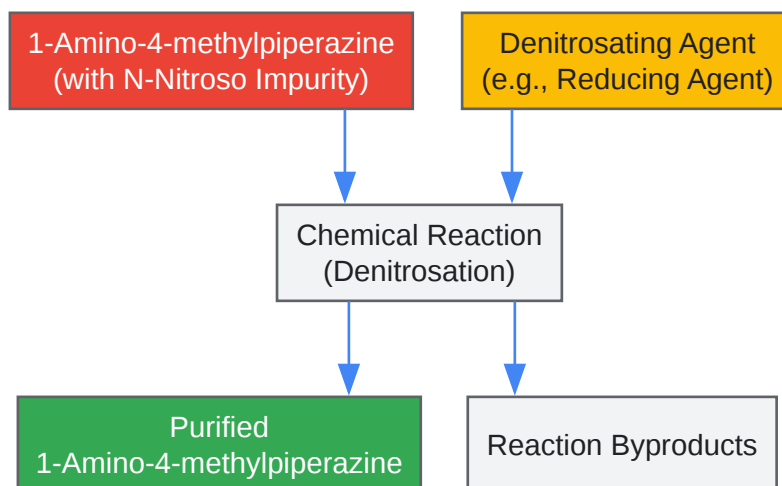 1-Amino-4-methylpiperazine
(with N-Nitroso Impurity)
Denitrosating Agent
(e.g., Reducing Agent)
Chemical Reaction
(Denitrosation)
Purified
1-Amino-4-methylpiperazine
Reaction Byproducts